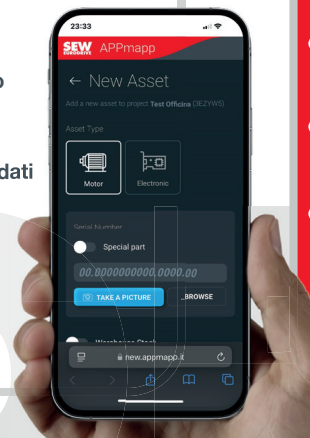 23:33
SEW
EURODRIVE
APPmapp
← New Asset
Add a new asset to project Test Officina (3EZYWS)
Asset Type
Motor
Electronic
Serial Number
Special part
00.0000000000.0000.00
TAKE A PICTURE
..BROWSE
Warehouse Stock
new.appmapp.it
o
dati